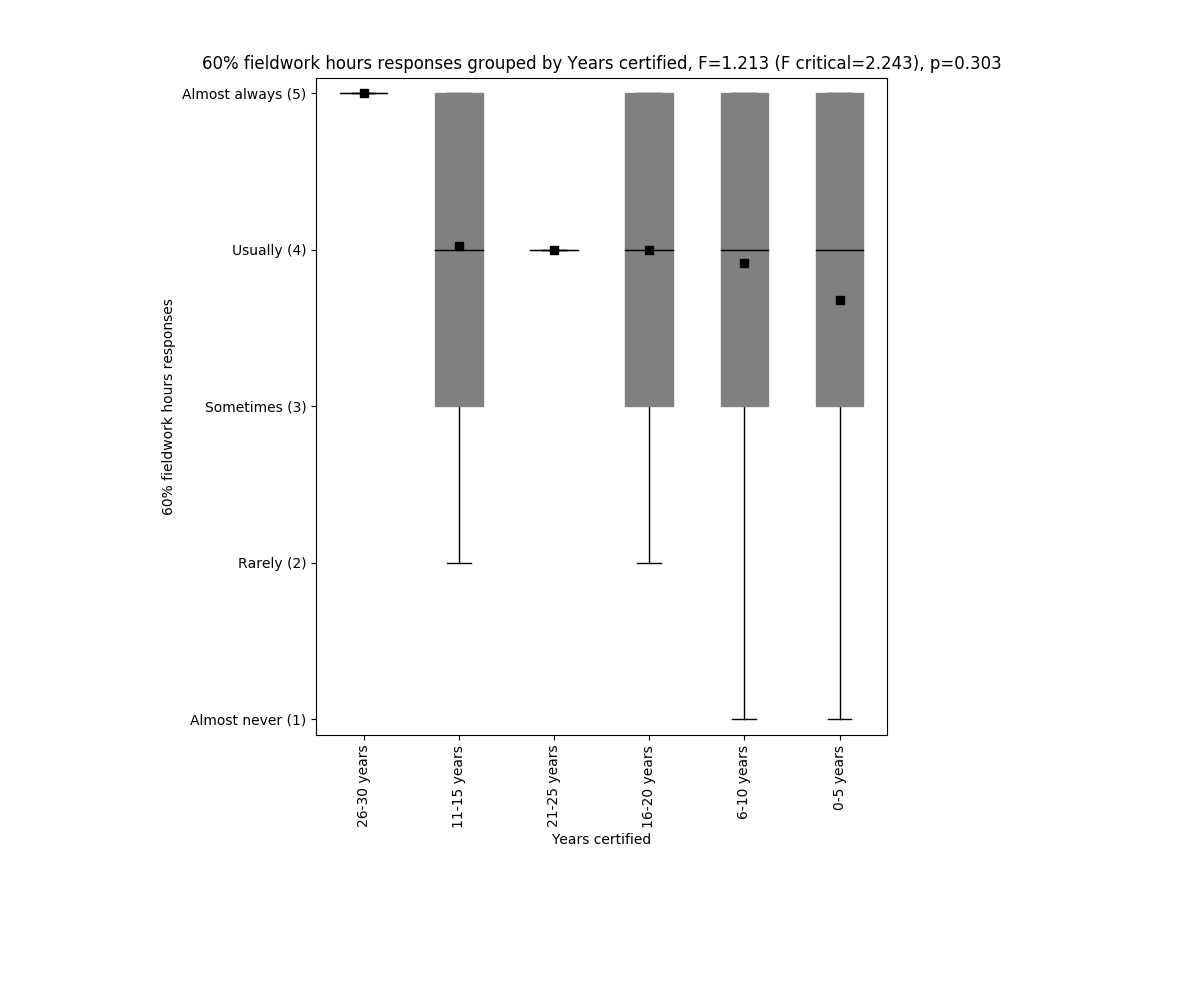 60% fieldwork hours responses grouped by Years certified, F=1.213 (F critical=2.243), p=0.303
Almost always (5)
Usually (4)
Sometimes (3)
Rarely (2)
Almost never (1)
60% fieldwork hours responses
26-30 years
11-15 years
21-25 years
16-20 years
6-10 years
0-5 years
Years certified